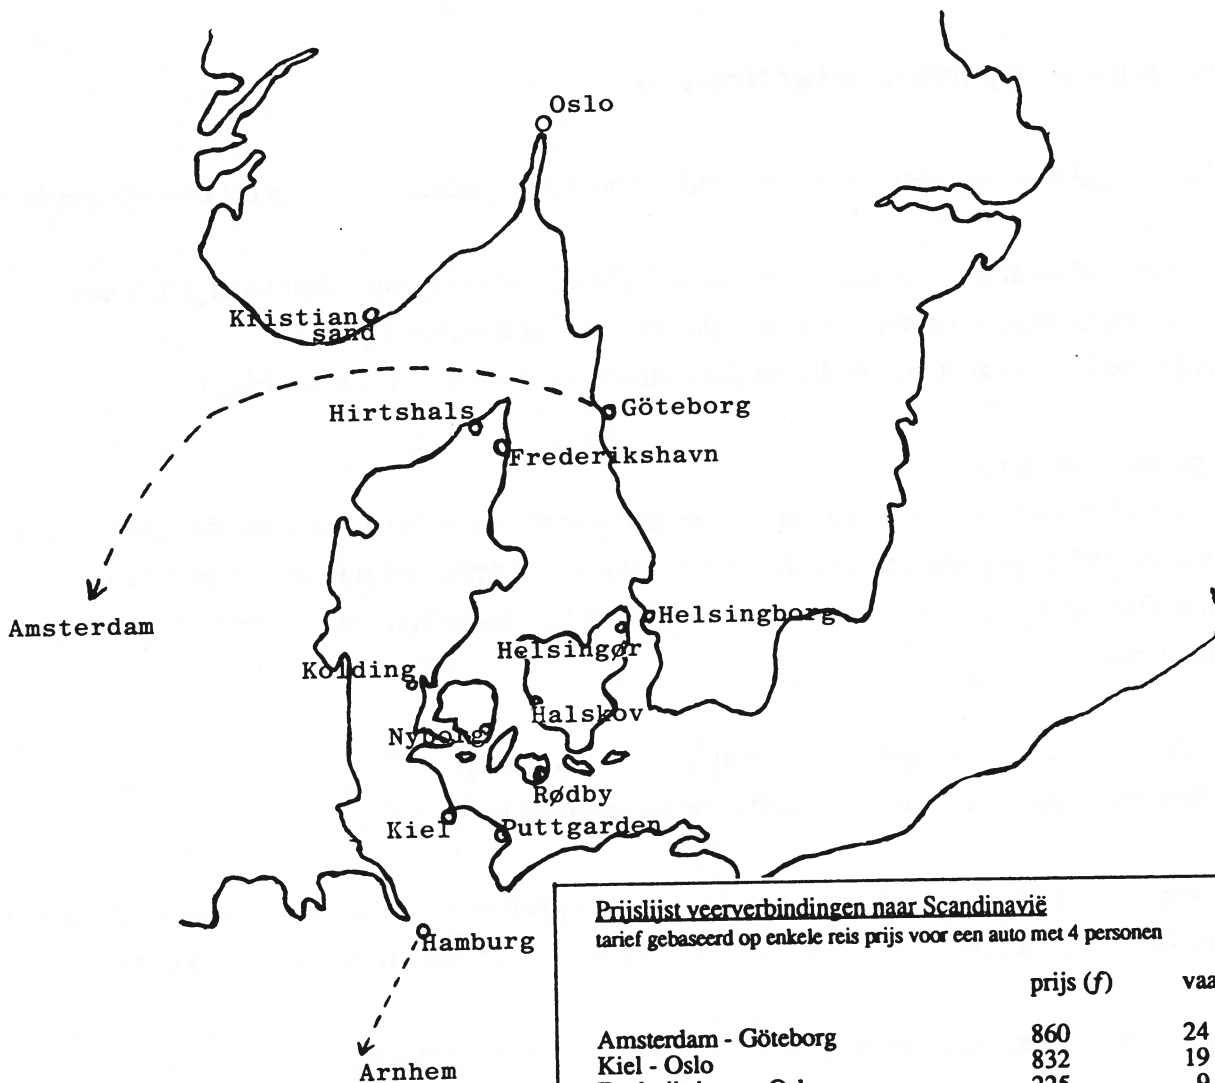 Oslo
Kristian
sand
Hirtshals
Göteborg
Frederikshavn
Amsterdam
Helsingborg
Helsingør
Kolding
Halskov
Nyborg
Rødby
Kiel
Puttgarden
Hamburg
Arnhem
Prijslijst veerverbindingen naar Scandinavië
tarief gebaseerd op enkele reis prijs voor een auto met 4 personen
prijs (f) vaa
Amsterdam - Göteborg 860 24
Kiel - Oslo 832 19